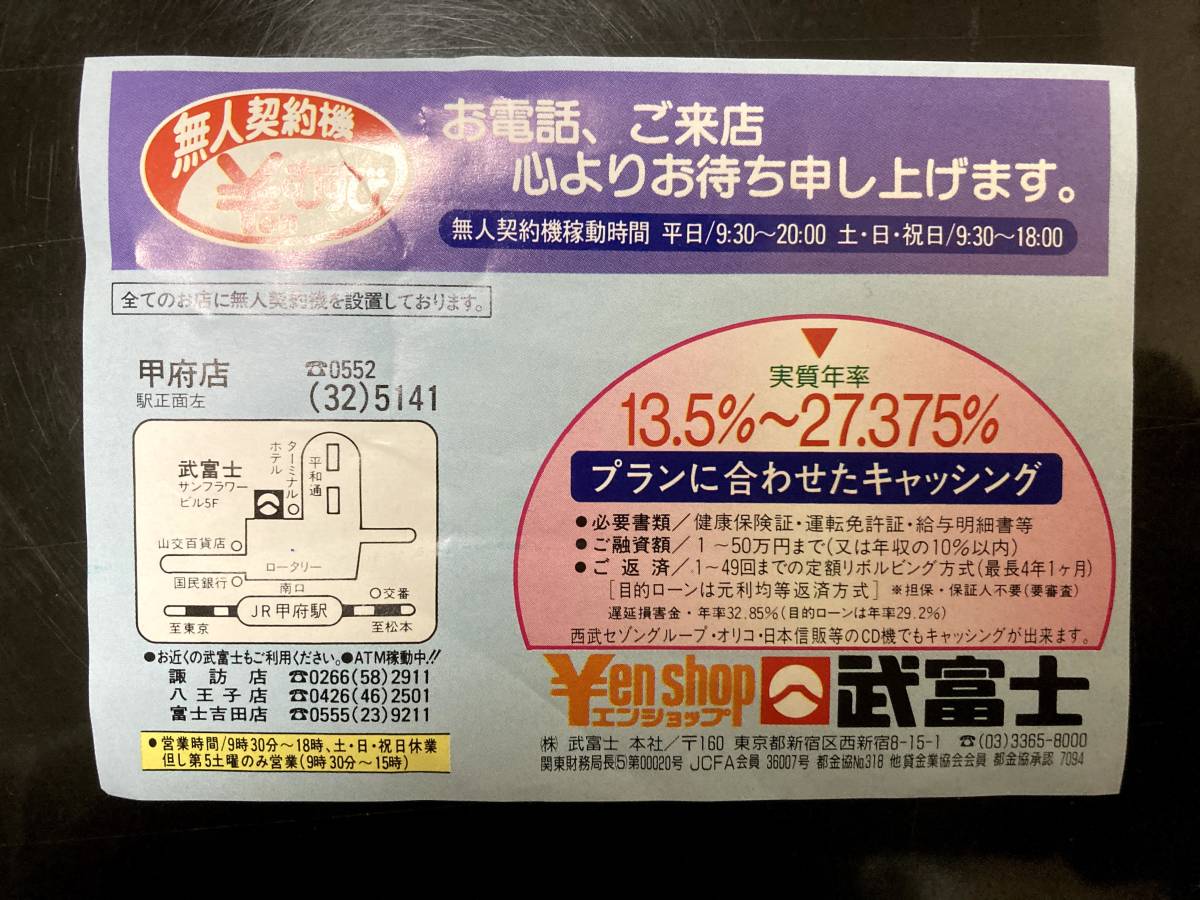 無人契約機
¥en
お電話、ご来店
心よりお待ち申し上げます。
無人契約機稼動時間 平日/9:30～20:00 土・日・祝日/9:30～18:00
全てのお店に無人契約機を設置しております。
甲府店 ☎0552
駅正面左 (32)5141
武富士
サンフラワー
ビル5F
ターミナル
ホテル
平和通
山交百貨店
ロータリー
国民銀行
南口
交番
JR甲府駅
至東京
至松本
●お近くの武富士もご利用ください。●ATM稼動中!!
諏訪店 ☎0266(58)2911
八王子店 ☎0426(46)2501
富士吉田店 ☎0555(23)9211
●営業時間/9時30分～18時、土・日・祝日休業
但し第5土曜のみ営業(9時30分～15時)
▼
実質年率
13.5%～27.375%
プランに合わせたキャッシング
●必要書類／健康保険証・運転免許証・給与明細書等
●ご融資額／1～50万円まで(又は年収の10%以内)
●ご返済／1～49回までの定額リボルビング方式(最長4年1ヶ月)
[目的ローンは元利均等返済方式] ※担保・保証人不要(要審査)
遅延損害金・年率32.85%(目的ローンは年率29.2%)
西武セゾングループ・オリコ・日本信販等のCD機でもキャッシングが出来ます。
¥en shop 武富士
エンショップ
㈱ 武富士 本社／〒160 東京都新宿区西新宿8-15-1 ☎(03)3365-8000
関東財務局長⑸第00020号 JCFA会員 36007号 都金協No318 他貸金業協会会員 都金協承認 7094